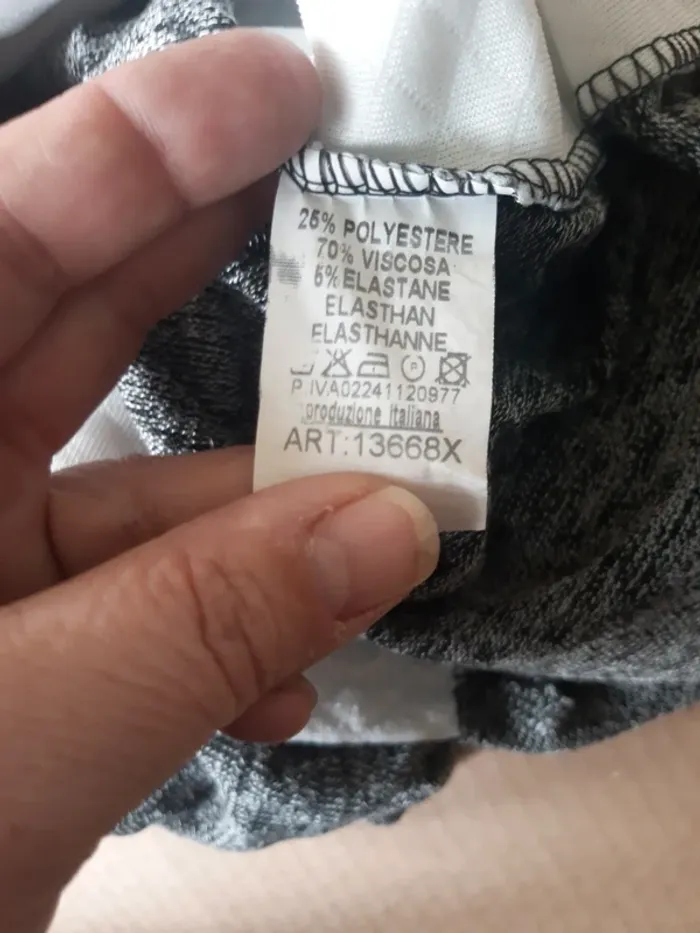 25% POLYESTERE
70% VISCOSA
5% ELASTANE
ELASTHAN
ELASTHANNE
P
P.IVA02241120977
produzione italiana
ART:13668X